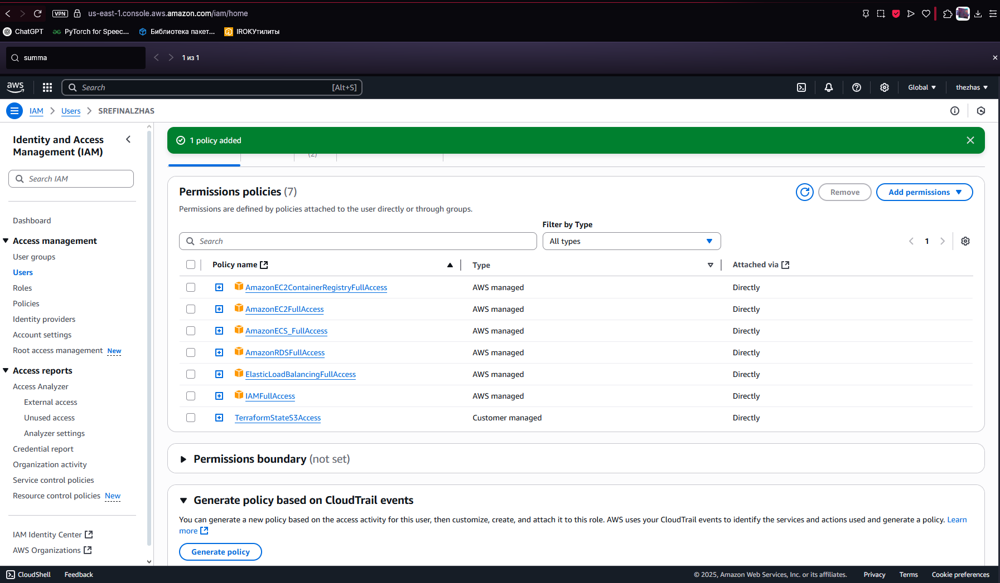 VPN us-east-1.console.aws.amazon.com/iam/home
ChatGPT PyTorch for Speec... Библиотека пакет... IROKУтилиты
summa 1 из 1
aws Search [Alt+S] Global thezhas
IAM Users SREFINALZHAS
Identity and Access
Management (IAM)
Search IAM
Dashboard
Access management
User groups
Users
Roles
Policies
Identity providers
Account settings
Root access management New
Access reports
Access Analyzer
External access
Unused access
Analyzer settings
Credential report
Organization activity
Service control policies
Resource control policies New
IAM Identity Center
AWS Organizations
1 policy added
(2)
Permissions policies (7)
Remove Add permissions
Permissions are defined by policies attached to the user directly or through groups.
Filter by Type
Search All types 1
Policy name Type Attached via
AmazonEC2ContainerRegistryFullAccess AWS managed Directly
AmazonEC2FullAccess AWS managed Directly
AmazonECS_FullAccess AWS managed Directly
AmazonRDSFullAccess AWS managed Directly
ElasticLoadBalancingFullAccess AWS managed Directly
IAMFullAccess AWS managed Directly
TerraformStateS3Access Customer managed Directly
Permissions boundary (not set)
Generate policy based on CloudTrail events
You can generate a new policy based on the access activity for this user, then customize, create, and attach it to this role. AWS uses your CloudTrail events to identify the services and actions used and generate a policy. Learn
more
Generate policy
CloudShell Feedback © 2025, Amazon Web Services, Inc. or its affiliates. Privacy Terms Cookie preferences